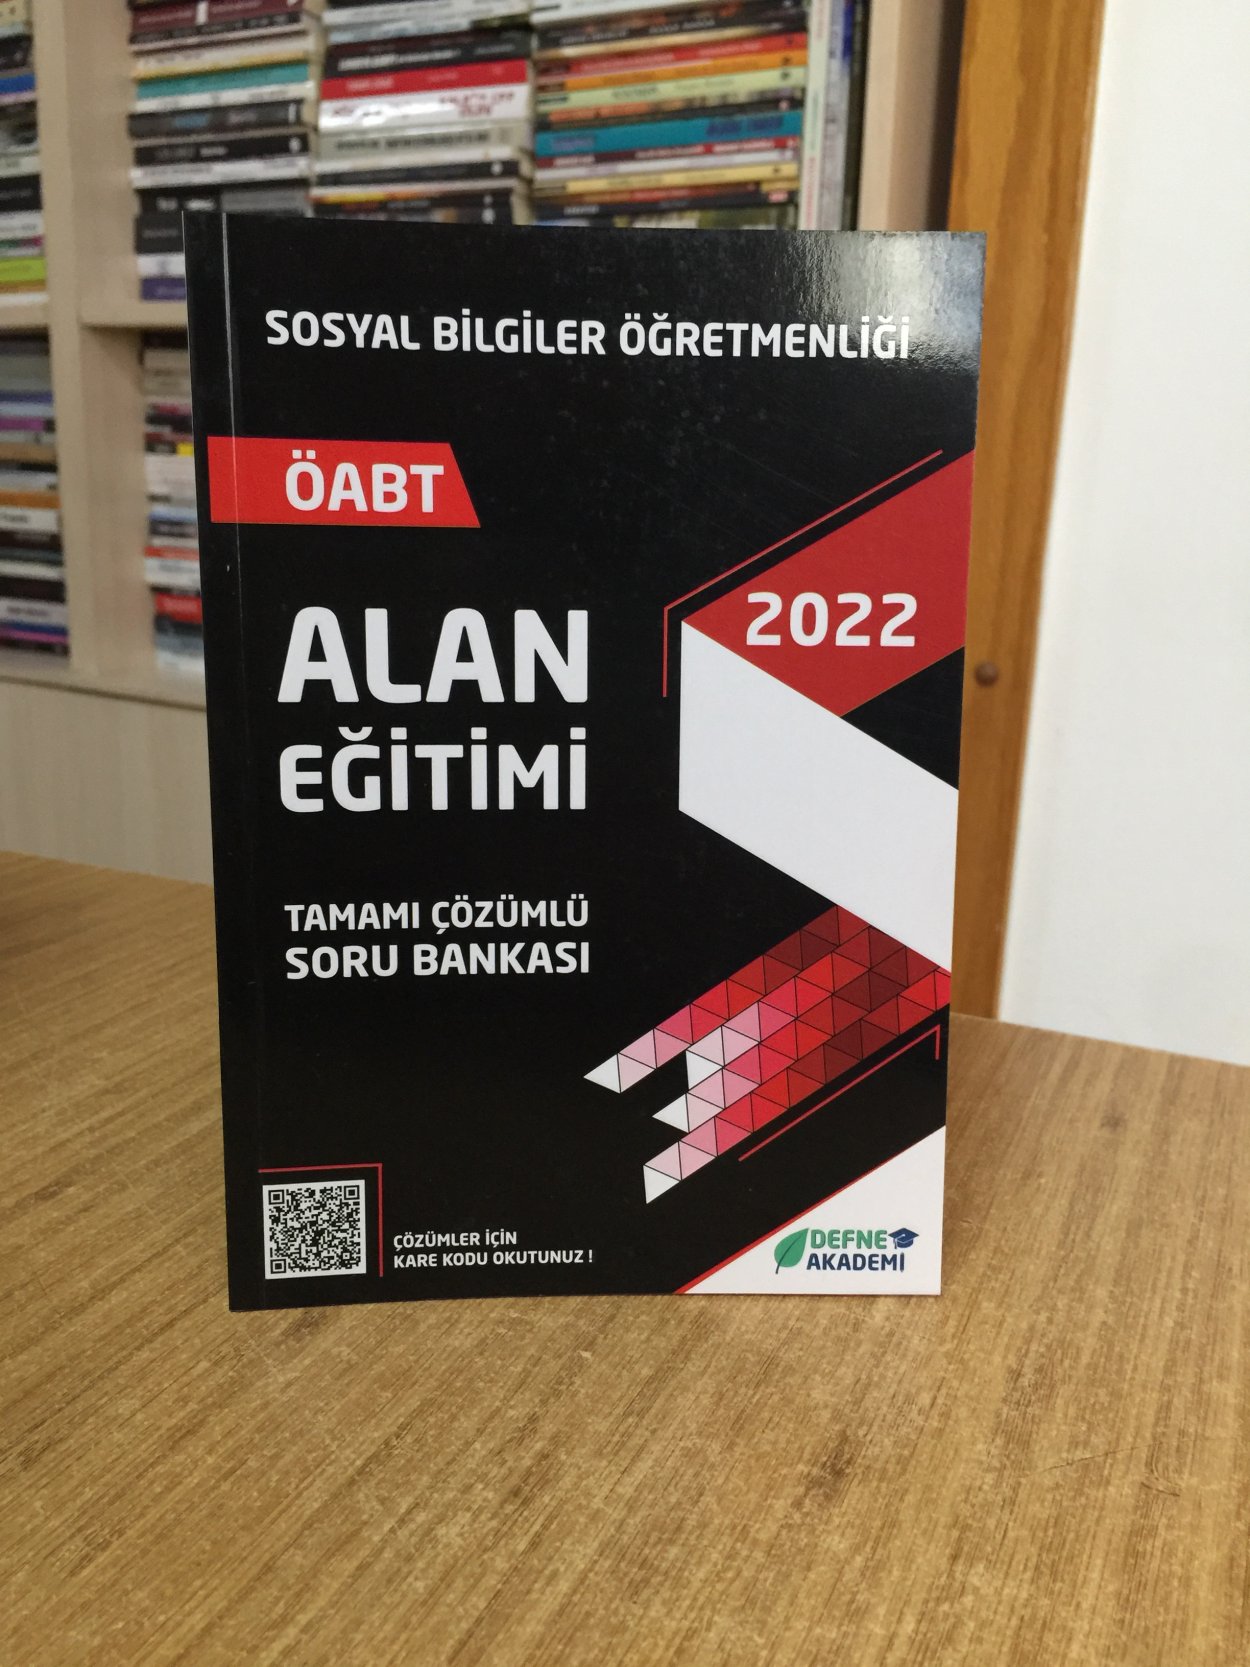 SOSYAL BİLGİLER ÖĞRETMENLİĞİ
ÖABT
2022
ALAN
EĞİTİMİ
TAMAMI ÇÖZÜMLÜ
SORU BANKASI
ÇÖZÜMLER İÇİN
KARE KODU OKUTUNUZ !
DEFNE
AKADEMİ